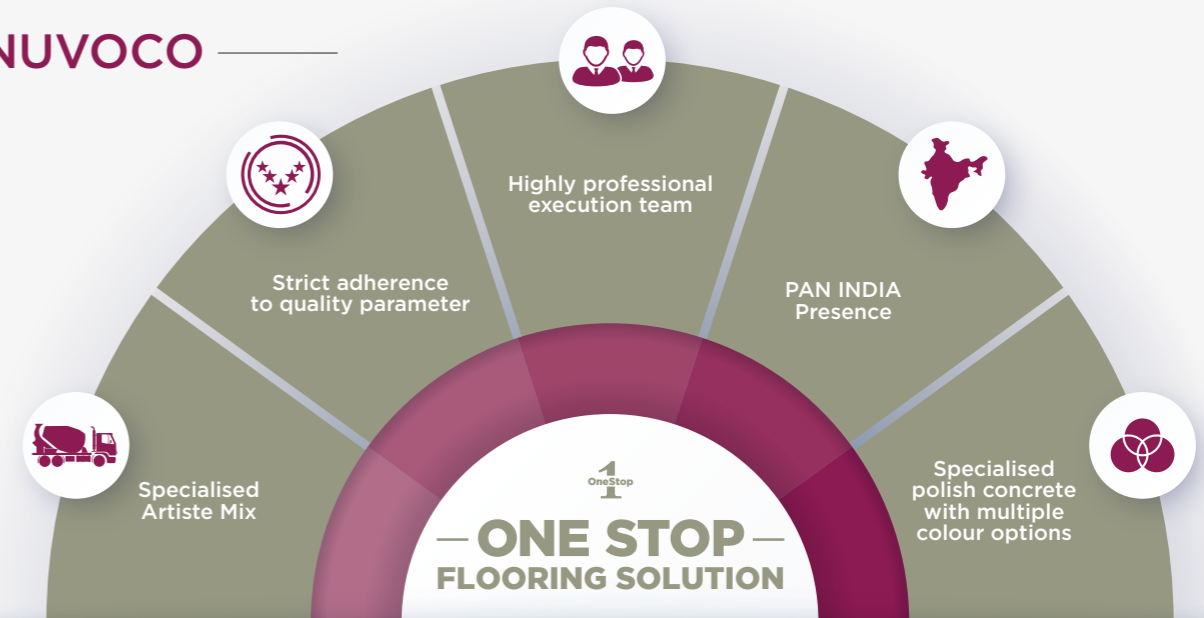 NUVOCO
Highly professional
execution team
Strict adherence
to quality parameter
PAN INDIA
Presence
Specialised
Artiste Mix
Specialised
polish concrete
with multiple
colour options
1
OneStop
ONE STOP
FLOORING SOLUTION